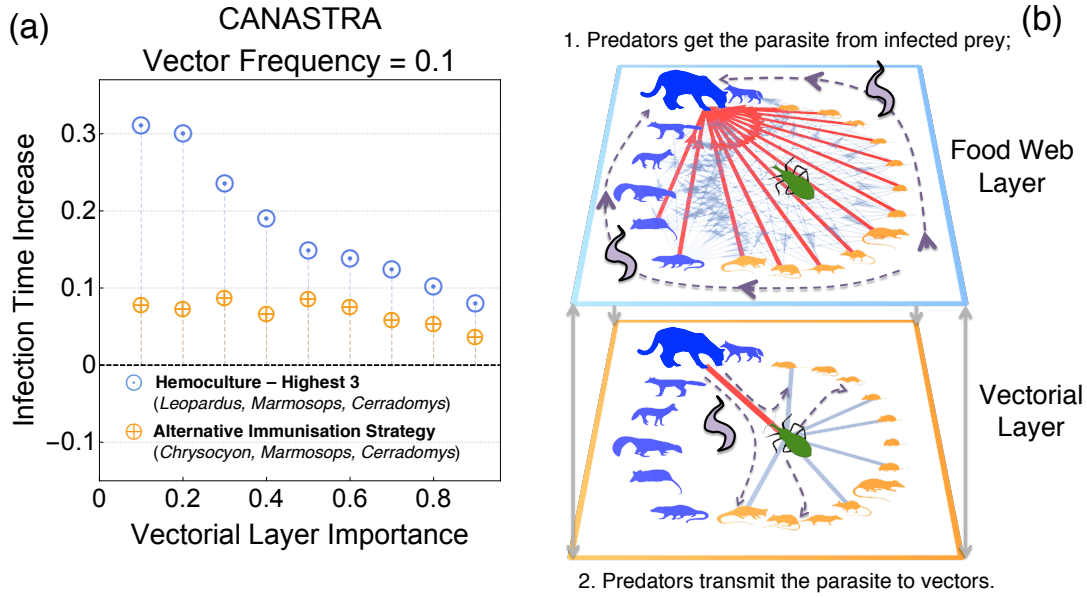 (a)
CANASTRA
Vector Frequency = 0.1
Infection Time Increase
0.3
0.2
0.1
0
−0.1
Hemoculture – Highest 3
(Leopardus, Marmosops, Cerradomys)
Alternative Immunisation Strategy
(Chrysocyon, Marmosops, Cerradomys)
0
0.2
0.4
0.6
0.8
Vectorial Layer Importance
(b)
1. Predators get the parasite from infected prey;
Food Web
Layer
Vectorial
Layer
2. Predators transmit the parasite to vectors.